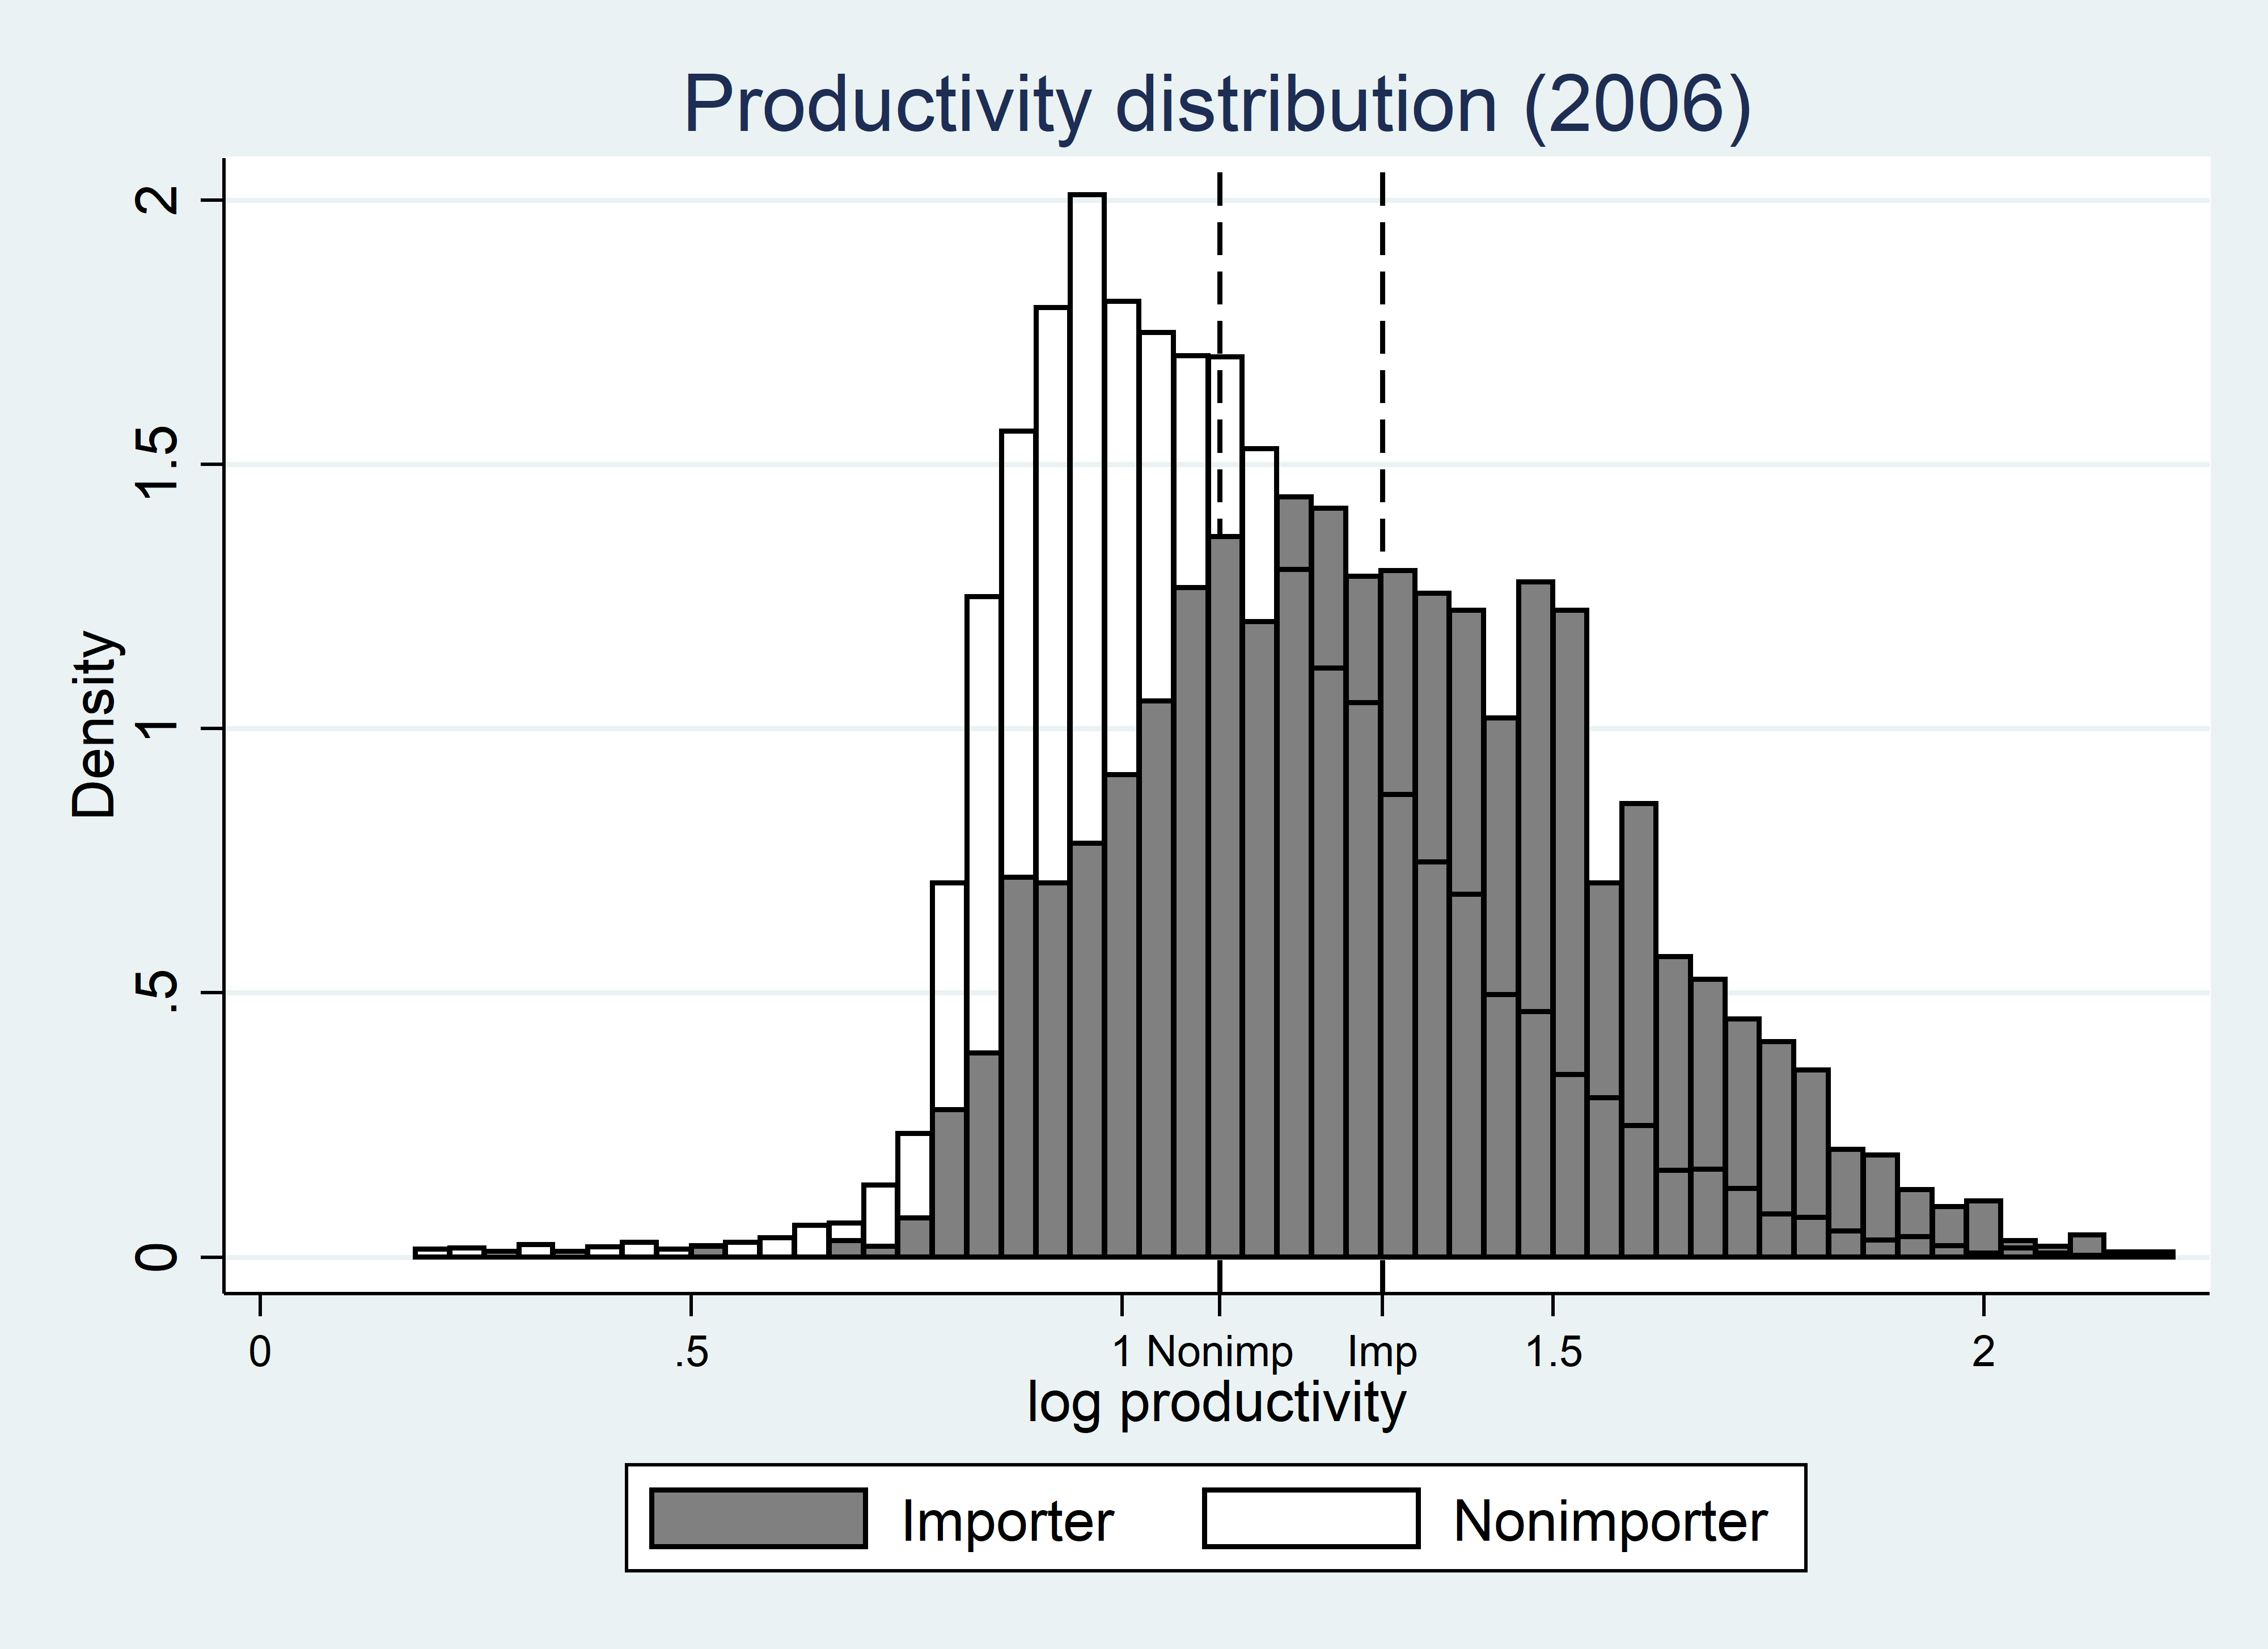 Productivity distribution (2006)
2
1.5
1
.5
0
Density
0 .5 1 Nonimp Imp 1.5 2
log productivity
Importer Nonimporter